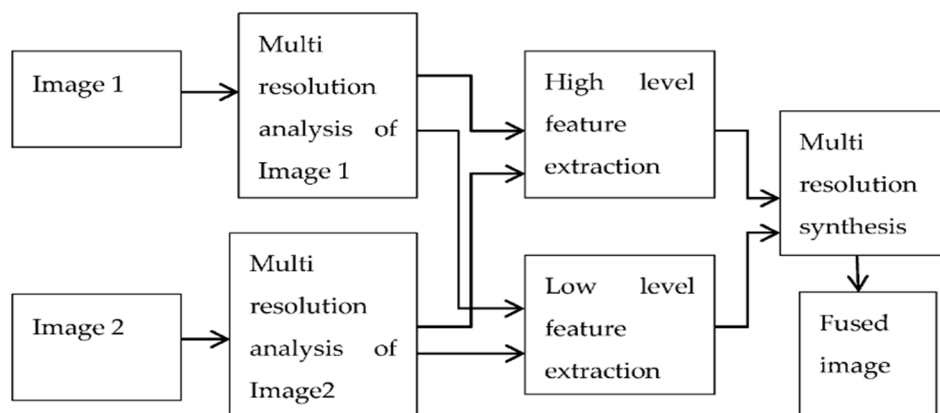 Image 1
Multi
resolution
analysis of
Image 1
High level
feature
extraction
Multi
resolution
synthesis
Image 2
Multi
resolution
analysis of
Image2
Low level
feature
extraction
Fused
image